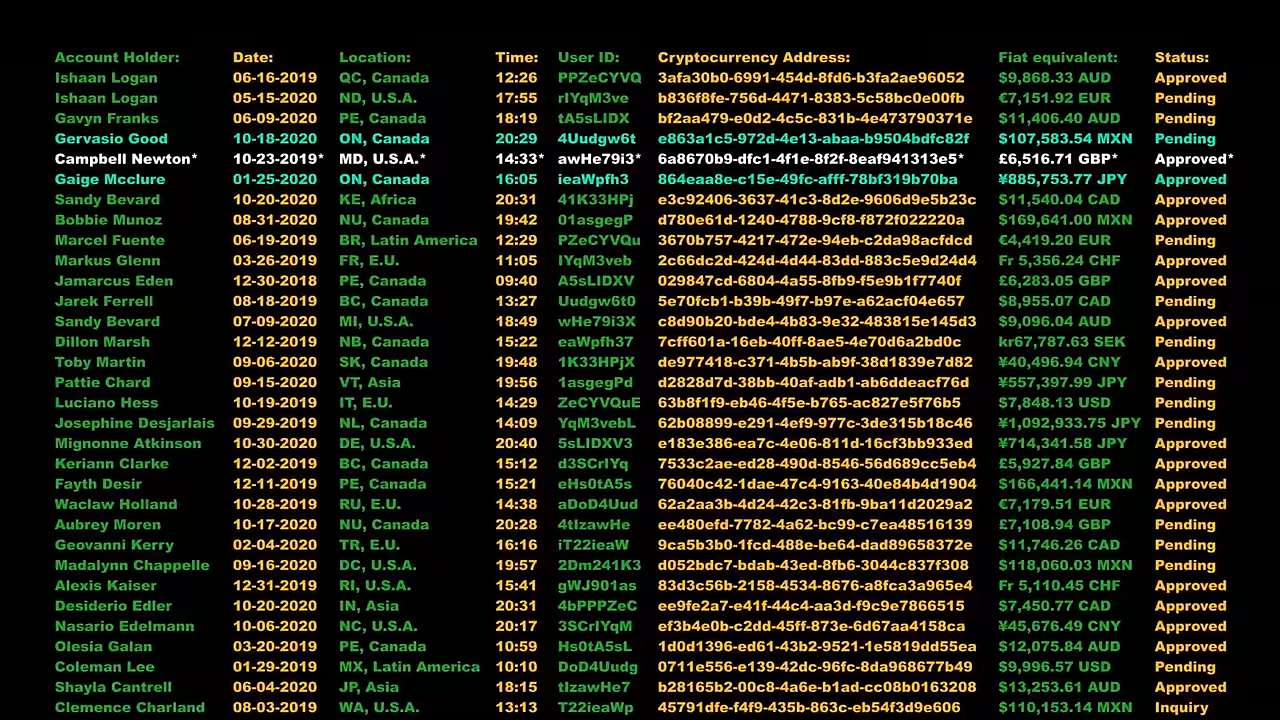 Account Holder: Date: Location: Time: User ID: Cryptocurrency Address: Fiat equivalent: Status:
Ishaan Logan 06-16-2019 QC, Canada 12:26 PPZeCYVQ 3afa30b0-6991-454d-8fd6-b3fa2ae96052 $9,868.33 AUD Approved
Ishaan Logan 05-15-2020 ND, U.S.A. 17:55 rIYqM3ve b836f8fe-756d-4471-8383-5c58bc0e00fb €7,151.92 EUR Pending
Gavyn Franks 06-09-2020 PE, Canada 18:19 tA5sLIDX bf2aa479-e0d2-4c5c-831b-4e473790371e $11,406.40 AUD Pending
Gervasio Good 10-18-2020 ON, Canada 20:29 4Uudgw6t e863a1c5-972d-4e13-abaa-b9504bdfc82f $107,583.54 MXN Pending
Campbell Newton* 10-23-2019* MD, U.S.A.* 14:33* awHe79i3* 6a8670b9-dfc1-4f1e-8f2f-8eaf941313e5* £6,516.71 GBP* Approved*
Gaige Mcclure 01-25-2020 ON, Canada 16:05 ieaWpfh3 864eaa8e-c15e-49fc-afff-78bf319b70ba ¥885,753.77 JPY Approved
Sandy Bevard 10-20-2020 KE, Africa 20:31 41K33HPj e3c92406-3637-41c3-8d2e-9606d9e5b23c $11,540.04 CAD Approved
Bobbie Munoz 08-31-2020 NU, Canada 19:42 01asgegP d780e61d-1240-4788-9cf8-f872f022220a $169,641.00 MXN Pending
Marcel Fuente 06-19-2019 BR, Latin America 12:29 PZeCYVQu 3670b757-4217-472e-94eb-c2da98acfdcd €4,419.20 EUR Pending
Markus Glenn 03-26-2019 FR, E.U. 11:05 IYqM3veb 2c66dc2d-424d-4d44-83dd-883c5e9d24d4 Fr 5,356.24 CHF Approved
Jamarcus Eden 12-30-2018 PE, Canada 09:40 A5sLIDXV 029847cd-6804-4a55-8fb9-f5e9b1f7740f £6,283.05 GBP Approved
Jarek Ferrell 08-18-2019 BC, Canada 13:27 Uudgw6t0 5e70fcb1-b39b-49f7-b97e-a62acf04e657 $8,955.07 CAD Pending
Sandy Bevard 07-09-2020 MI, U.S.A. 18:49 wHe79i3X c8d90b20-bde4-4b83-9e32-483815e145d3 $9,096.04 AUD Approved
Dillon Marsh 12-12-2019 NB, Canada 15:22 eaWpfh37 7cff601a-16eb-40ff-8ae5-4e70d6a2bd0c kr67,787.63 SEK Pending
Toby Martin 09-06-2020 SK, Canada 19:48 1K33HPjX de977418-c371-4b5b-ab9f-38d1839e7d82 ¥40,496.94 CNY Approved
Pattie Chard 09-15-2020 VT, Asia 19:56 1asgegPd d2828d7d-38bb-40af-adb1-ab6ddeacf76d ¥557,397.99 JPY Pending
Luciano Hess 10-19-2020 IT, E.U. 14:29 ZeCYVQuE 63b8f1f9-eb46-4f5e-b765-ac827e5f76b5 $7,848.13 USD Pending
Josephine Desjarlais 09-29-2019 NL, Canada 14:09 YqM3vebL 62b08899-e291-4ef9-977c-3de315b18c46 ¥1,092,933.75 JPY Pending
Mignonne Atkinson 10-30-2020 DE, U.S.A. 20:40 5sLIDXV3 e183e386-ea7c-4e06-811d-16cf3bb933ed ¥714,341.58 JPY Approved
Keriann Clarke 12-02-2019 BC, Canada 15:12 d3SCrIYq 7533c2ae-ed28-490d-8546-56d689cc5eb4 £5,927.84 GBP Approved
Fayth Desir 12-11-2019 PE, Canada 15:21 eHs0tA5s 76040c42-1dae-47c4-9163-40e84b4d1904 $166,441.14 MXN Approved
Waclaw Holland 10-28-2019 RU, E.U. 14:38 aDoD4Uud 62a2aa3b-4d24-42c3-81fb-9ba11d2029a2 €7,179.51 EUR Approved
Aubrey Moren 10-17-2020 NU, Canada 20:28 4tIzawHe ee480efd-7782-4a62-bc99-c7ea48516139 £7,108.94 GBP Pending
Geovanni Kerry 02-04-2020 TR, E.U. 16:16 iT22ieaW 9ca5b3b0-1fcd-488e-be64-dad89658372e $11,746.26 CAD Pending
Madalynn Chappelle 09-16-2020 DC, U.S.A. 19:57 2Dm241K3 d052bdc7-bdab-43ed-8fb6-3044c837f308 $118,060.03 MXN Pending
Alexis Kaiser 12-31-2019 RI, U.S.A. 15:41 gWJ901as 83d3c56b-2158-4534-8676-a8fca3a965e4 Fr 5,110.45 CHF Approved
Desiderio Edler 10-20-2020 IN, Asia 20:31 4bPPPZeC ee9fe2a7-e41f-44c4-aa3d-f9c9e7866515 $7,450.77 CAD Approved
Nasario Edelmann 10-06-2020 NC, U.S.A. 20:17 3SCrIYqM ef3b4e0b-c2dd-45ff-873e-6d67aa4158ca ¥45,676.49 CNY Approved
Olesia Galan 03-20-2019 PE, Canada 10:59 Hs0tA5sL 1d0d1396-ed61-43b2-9521-1e5819dd55ea $12,075.84 AUD Approved
Coleman Lee 01-29-2019 MX, Latin America 10:10 DoD4Uudg 0711e556-e139-42dc-96fc-8da968677b49 $9,996.57 USD Pending
Shayla Cantrell 06-04-2020 JP, Asia 18:15 tIzawHe7 b28165b2-00c8-4a6e-b1ad-cc08b0163208 $13,253.61 AUD Approved
Clemence Charland 08-03-2019 WA, U.S.A. 13:13 T22ieaWp 45791dfe-f4f9-435b-863c-eb54f3d9e606 $110,153.14 MXN Inquiry